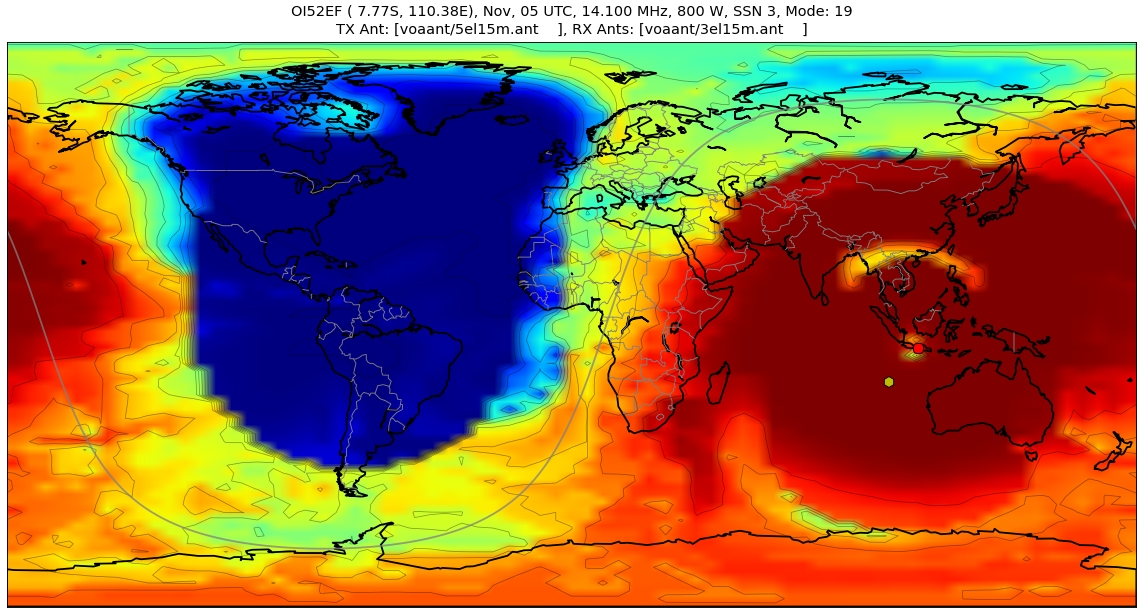 OI52EF ( 7.77S, 110.38E), Nov, 05 UTC, 14.100 MHz, 800 W, SSN 3, Mode: 19
TX Ant: [voaant/5el15m.ant    ], RX Ants: [voaant/3el15m.ant    ]